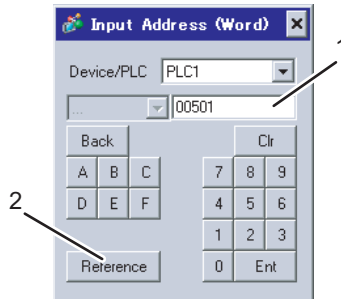 Input Address (Word)
1
Device/PLC PLC1
... 00501
Back Clr
A B C 7 8 9
D E F 4 5 6
2
1 2 3
Reference 0 Ent